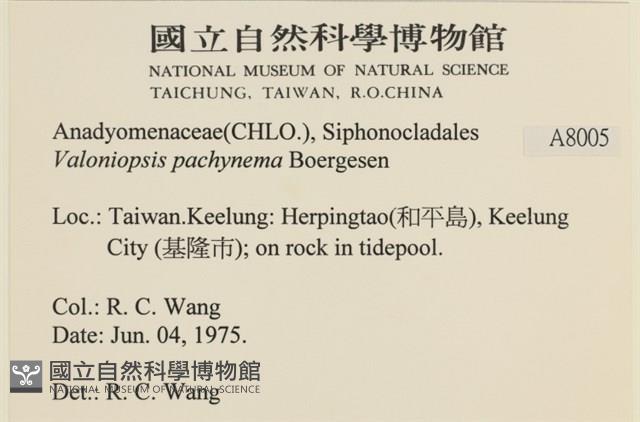 國立自然科學博物館
NATIONAL MUSEUM OF NATURAL SCIENCE
TAICHUNG, TAIWAN, R.O.CHINA
Anadyomenaceae(CHLO.), Siphonocladales
A8005
Valoniopsis pachynema Boergesen
Loc.: Taiwan.Keelung: Herpingtao(和平島), Keelung
City (基隆市); on rock in tidepool.
Col.: R. C. Wang
Date: Jun. 04, 1975.
國立自然科學博物館
NATIONAL MUSEUM OF NATURAL SCIENCE
Det.: R. C. Wang